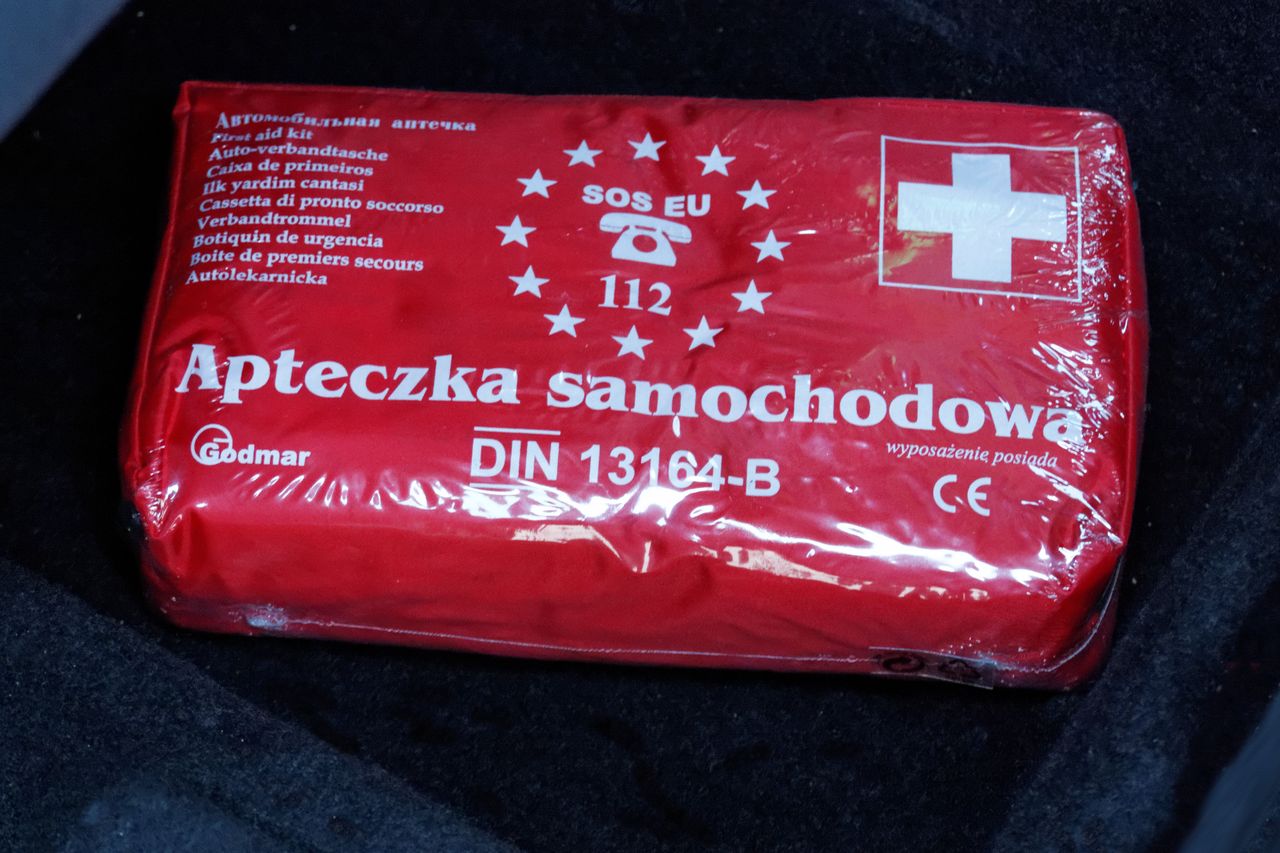 Автомобильная аптечка
First aid kit
Auto-verbandtasche
Caixa de primeiros
Ilk yardim cantasi
Cassetta di pronto soccorso
Verbandtrommel
Botiquin de urgencia
Boite de premiers secours
Autolekarnicka
SOS EU
112
Apteczka samochodowa
wyposażenie posiada
Godmar
DIN 13164-B
CE